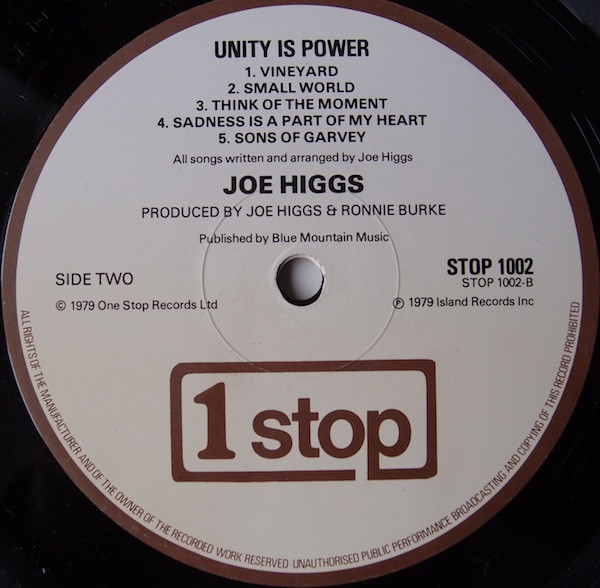 UNITY IS POWER
1. VINEYARD
2. SMALL WORLD
3. THINK OF THE MOMENT
4. SADNESS IS A PART OF MY HEART
5. SONS OF GARVEY
All songs written and arranged by Joe Higgs
JOE HIGGS
PRODUCED BY JOE HIGGS & RONNIE BURKE
Published by Blue Mountain Music
SIDE TWO
STOP 1002
STOP 1002-B
© 1979 One Stop Records Ltd
℗ 1979 Island Records Inc
1 stop
ALL RIGHTS OF THE MANUFACTURER AND OF THE OWNER OF THE RECORDED WORK RESERVED · UNAUTHORISED PUBLIC PERFORMANCE BROADCASTING AND COPYING OF THIS RECORD PROHIBITED